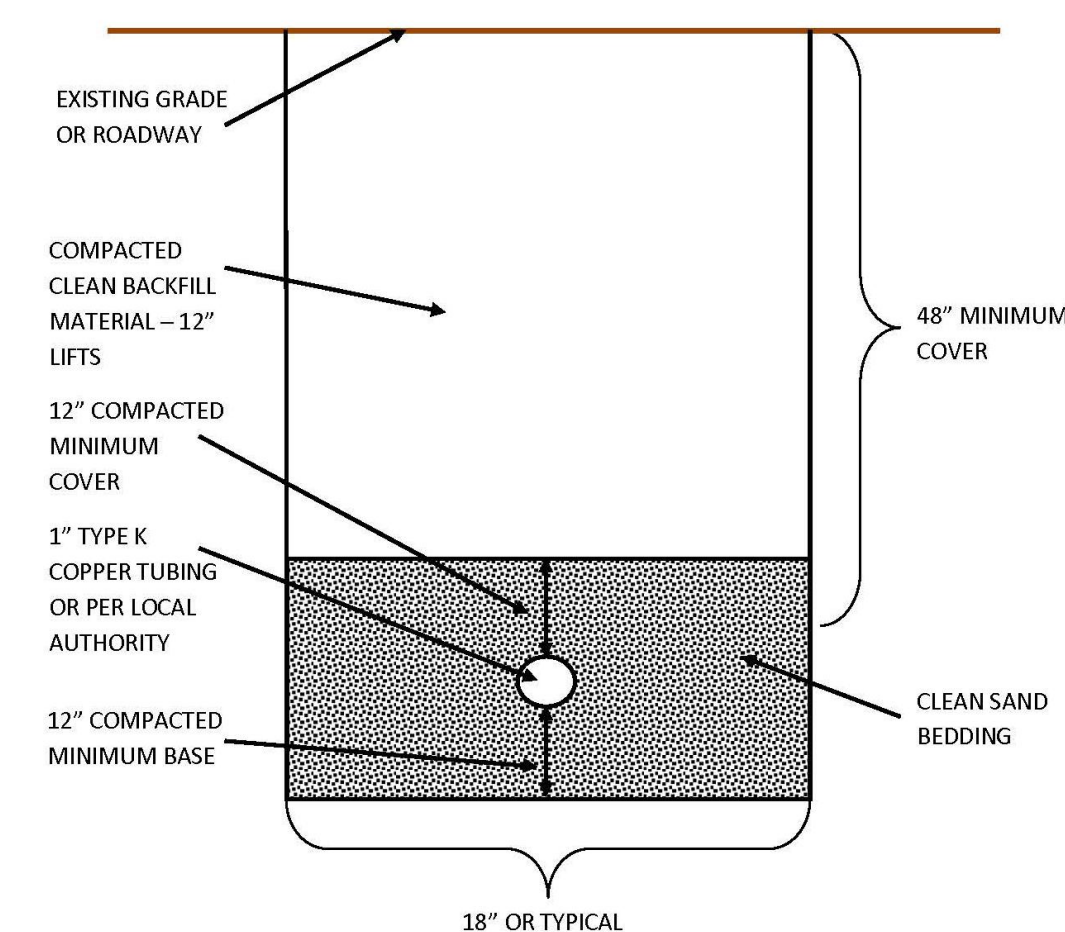 EXISTING GRADE
OR ROADWAY
COMPACTED
CLEAN BACKFILL
MATERIAL – 12”
LIFTS
48” MINIMUM
COVER
12” COMPACTED
MINIMUM
COVER
1” TYPE K
COPPER TUBING
OR PER LOCAL
AUTHORITY
12” COMPACTED
MINIMUM BASE
CLEAN SAND
BEDDING
18” OR TYPICAL